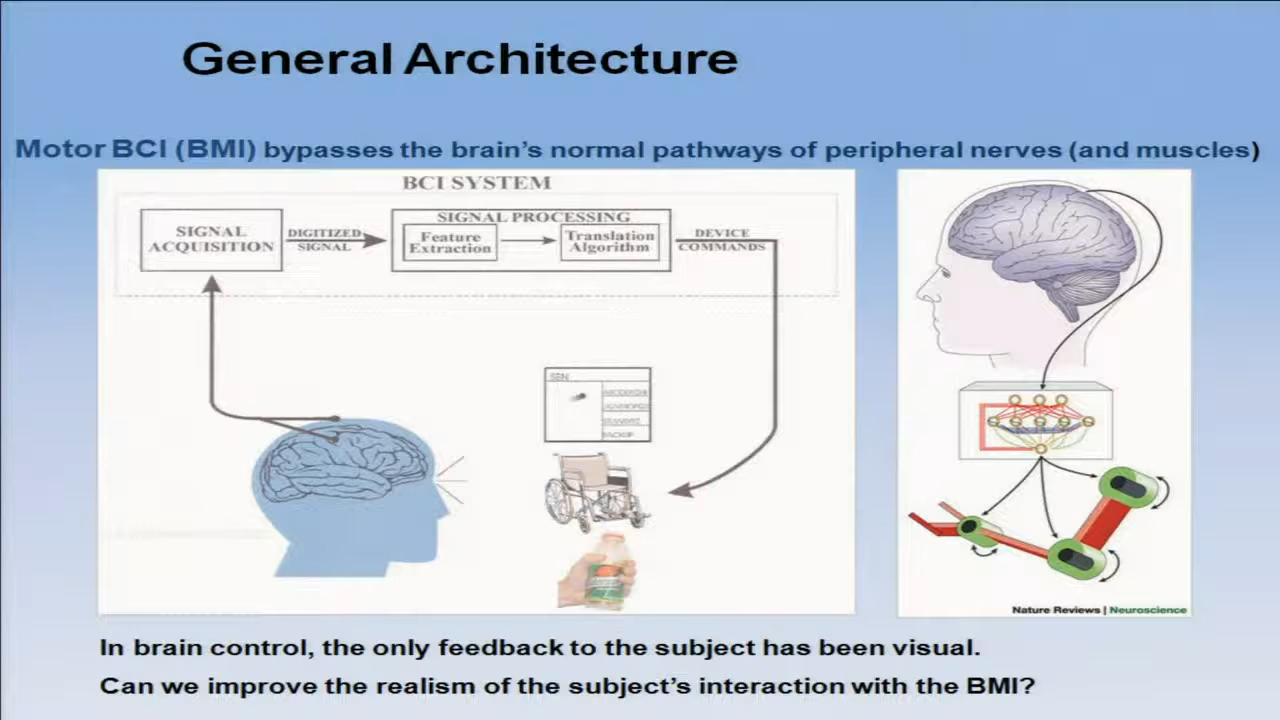 General Architecture
Motor BCI (BMI) bypasses the brain's normal pathways of peripheral nerves (and muscles)
BCI SYSTEM
SIGNAL
ACQUISITION
DIGITIZED
SIGNAL
SIGNAL PROCESSING
Feature
Extraction
Translation
Algorithm
DEVICE
COMMANDS
Nature Reviews | Neuroscience
In brain control, the only feedback to the subject has been visual.
Can we improve the realism of the subject's interaction with the BMI?